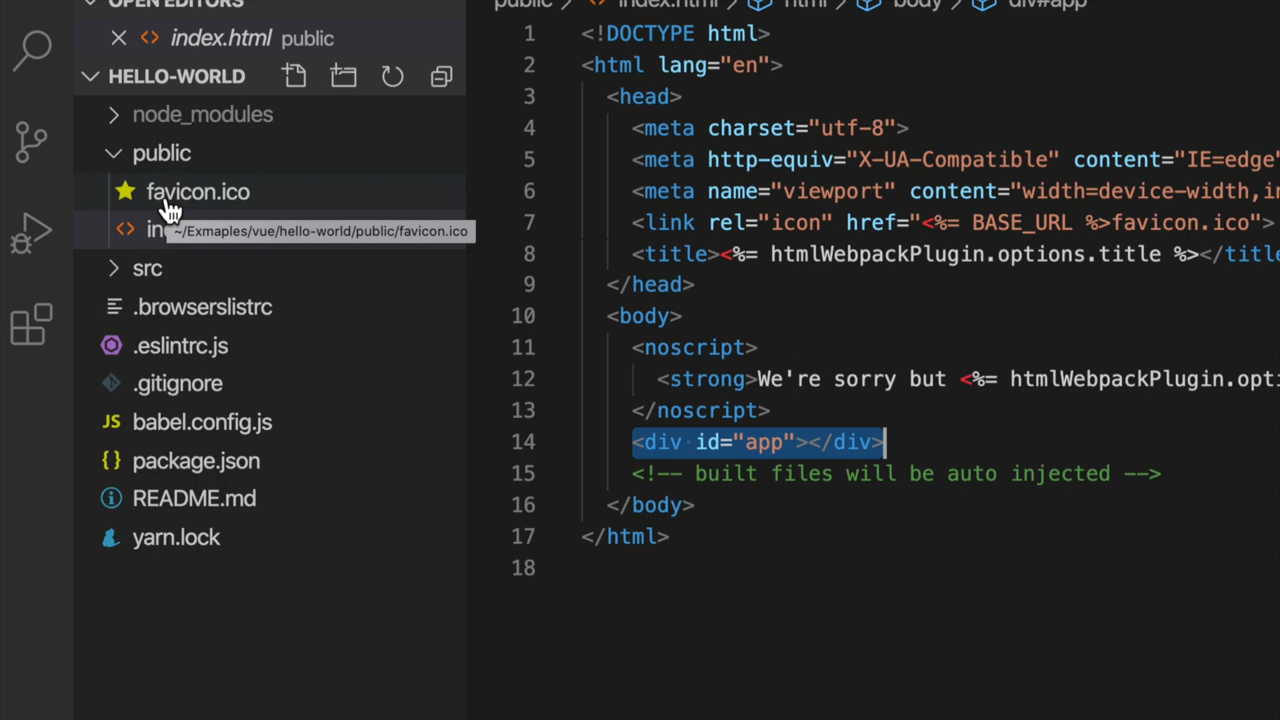 OPEN EDITORS
index.html public
HELLO-WORLD
node_modules
public
favicon.ico
~/Exmaples/vue/hello-world/public/favicon.ico
src
.browserslistrc
.eslintrc.js
.gitignore
JS babel.config.js
{} package.json
README.md
yarn.lock
public > <> index.html > html > body > div#app
1 <!DOCTYPE html>
2 <html lang="en">
3 <head>
4 <meta charset="utf-8">
5 <meta http-equiv="X-UA-Compatible" content="IE=edge"
6 <meta name="viewport" content="width=device-width,in
7 <link rel="icon" href="<%= BASE_URL %>favicon.ico">
8 <title><%= htmlWebpackPlugin.options.title %></title
9 </head>
10 <body>
11 <noscript>
12 <strong>We're sorry but <%= htmlWebpackPlugin.opti
13 </noscript>
14 <div id="app"></div>
15 <!-- built files will be auto injected -->
16 </body>
17 </html>
18